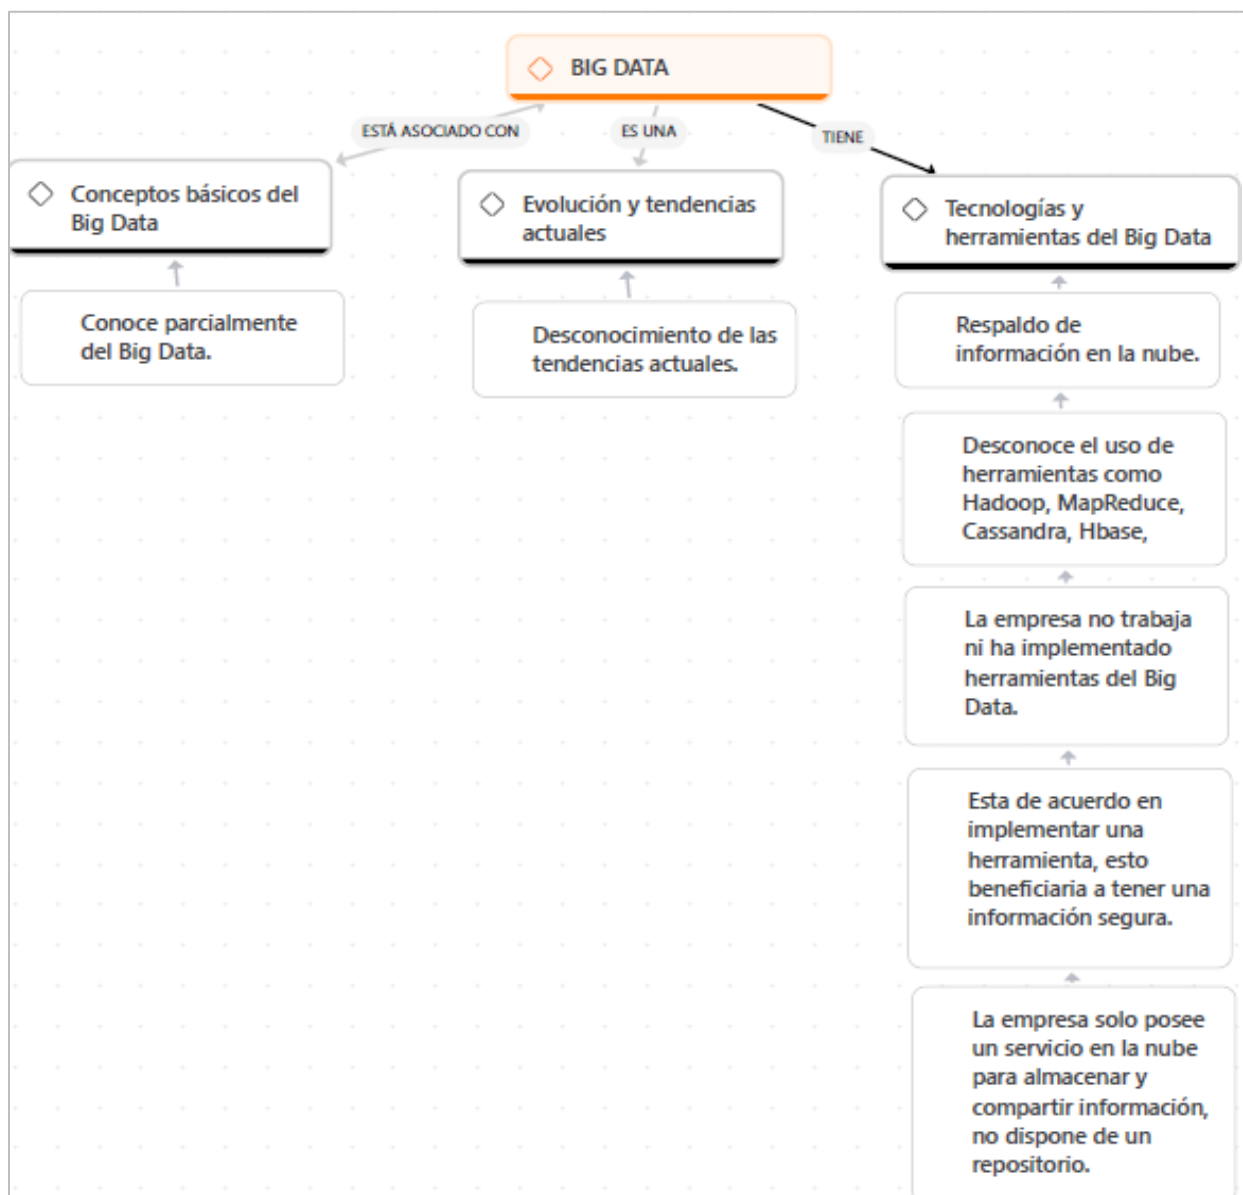 BIG DATA
ESTÁ ASOCIADO CON
ES UNA
TIENE
Conceptos básicos del
Big Data
Evolución y tendencias
actuales
Tecnologías y
herramientas del Big Data
Conoce parcialmente
del Big Data.
Desconocimiento de las
tendencias actuales.
Respaldo de
información en la nube.
Desconoce el uso de
herramientas como
Hadoop, MapReduce,
Cassandra, Hbase,
La empresa no trabaja
ni ha implementado
herramientas del Big
Data.
Esta de acuerdo en
implementar una
herramienta, esto
beneficiaria a tener una
información segura.
La empresa solo posee
un servicio en la nube
para almacenar y
compartir información,
no dispone de un
repositorio.